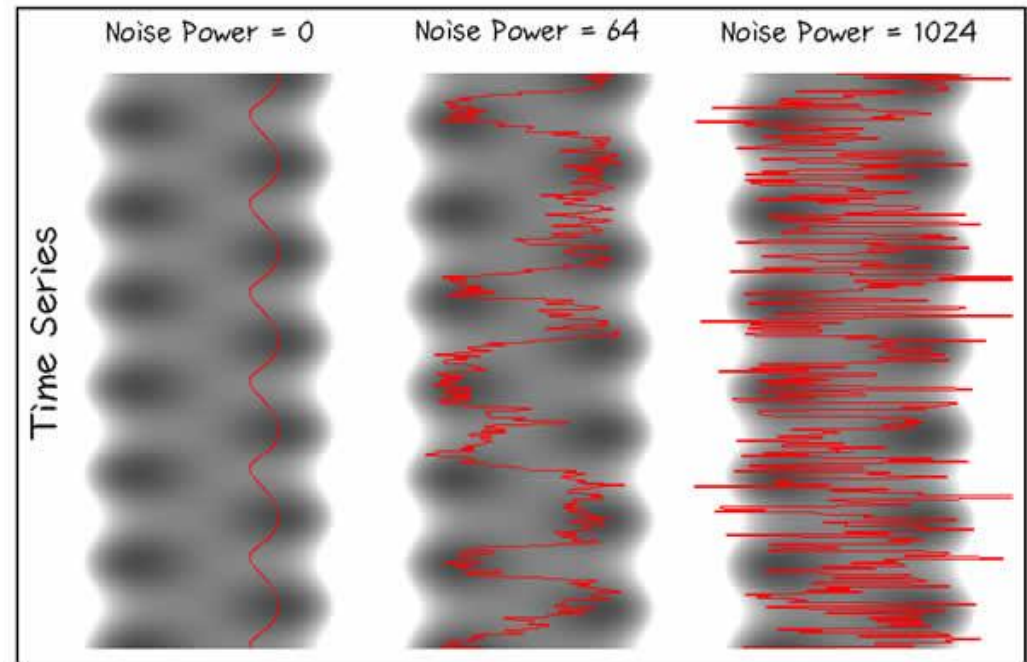 Noise Power = 0
Noise Power = 64
Noise Power = 1024
Time Series